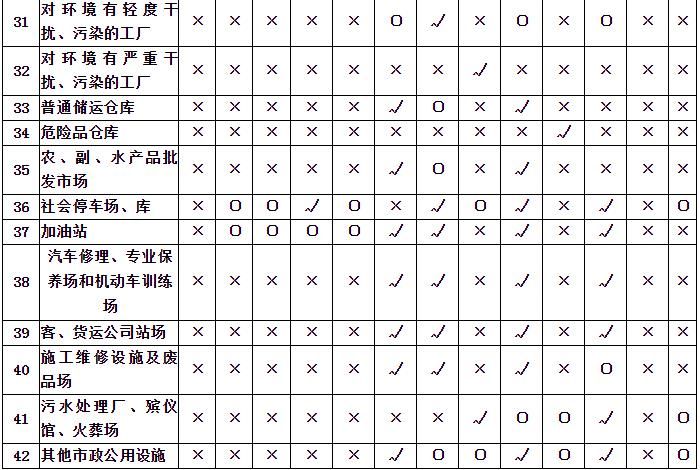 31 对环境有轻度干扰、污染的工厂 × × × × × ○ √ × ○ × ○ × ×
32 对环境有严重干扰、污染的工厂 × × × × × × × √ × × × × ×
33 普通储运仓库 × × × × × √ ○ × √ × × × ×
34 危险品仓库 × × × × × × × × × √ × × ×
35 农、副、水产品批发市场 × × × × × √ ○ × √ × × × ×
36 社会停车场、库 × ○ ○ √ ○ × √ ○ √ × √ × ○
37 加油站 × ○ ○ ○ ○ √ √ × √ × √ × ×
38 汽车修理、专业保养场和机动车训练场 × × × × × √ √ × √ × √ × ×
39 客、货运公司站场 × × × × × √ √ × √ × √ × ×
40 施工维修设施及废品场 × × × × × √ √ × √ × ○ × ×
41 污水处理厂、殡仪馆、火葬场 × × × × × × × √ ○ ○ √ × ○
42 其他市政公用设施 × × × × × √ ○ ○ √ ○ √ × ○